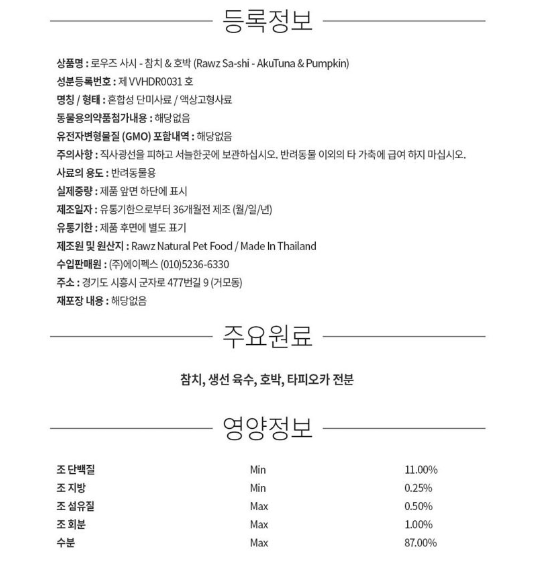 등록정보
상품명 : 로우즈 사시 - 참치 & 호박 (Rawz Sa-shi - AkuTuna & Pumpkin)
성분등록번호 : 제 VVHDR0031 호
명칭 / 형태 : 혼합성 단미사료 / 액상고형사료
동물용의약품첨가내용 : 해당없음
유전자변형물질 (GMO) 포함내역 : 해당없음
주의사항 : 직사광선을 피하고 서늘한곳에 보관하십시오. 반려동물 이외의 타 가축에 급여 하지 마십시오.
사료의 용도 : 반려동물용
실제중량 : 제품 앞면 하단에 표시
제조일자 : 유통기한으로부터 36개월전 제조 (월/일/년)
유통기한 : 제품 후면에 별도 표기
제조원 및 원산지 : Rawz Natural Pet Food / Made In Thailand
수입판매원 : (주)에이펙스 (010)5236-6330
주소 : 경기도 시흥시 군자로 477번길 9 (거모동)
재포장 내용 : 해당없음
주요원료
참치, 생선 육수, 호박, 타피오카 전분
영양정보
조 단백질 Min 11.00%
조 지방 Min 0.25%
조 섬유질 Max 0.50%
조 회분 Max 1.00%
수분 Max 87.00%